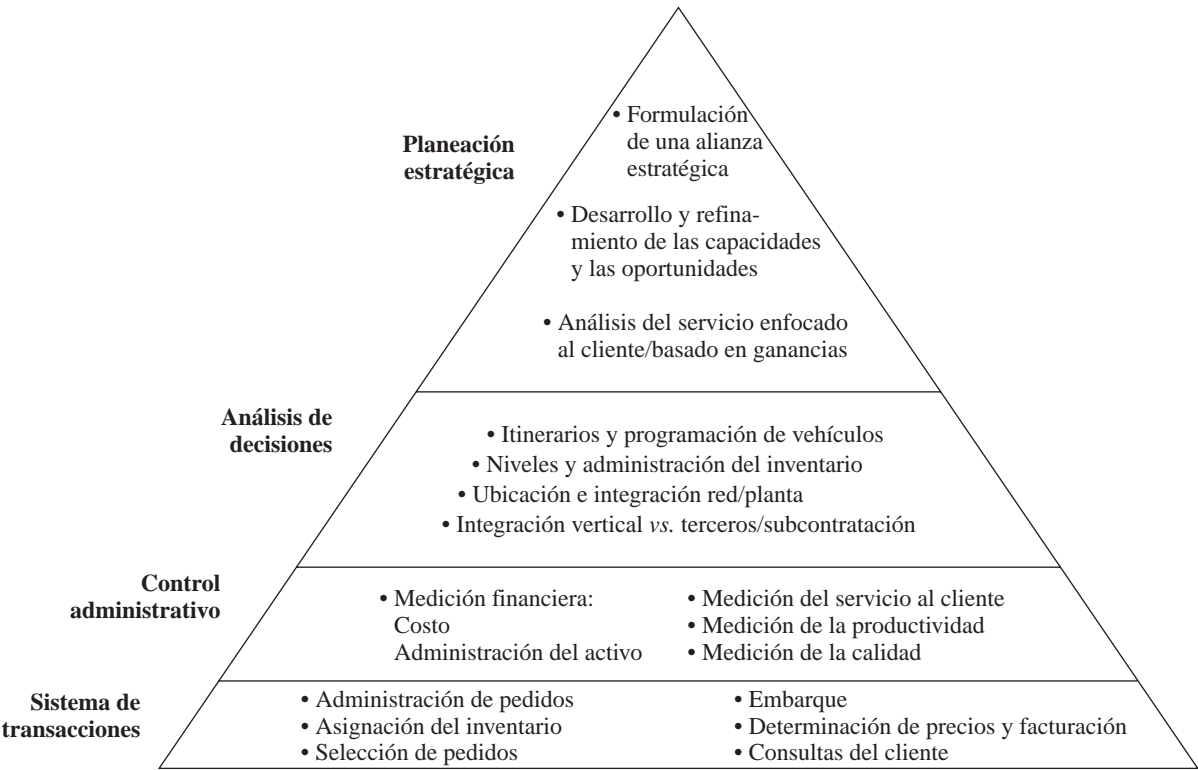 Planeación
estratégica
• Formulación
de una alianza
estratégica
• Desarrollo y refina-
miento de las capacidades
y las oportunidades
• Análisis del servicio enfocado
al cliente/basado en ganancias
Análisis de
decisiones
• Itinerarios y programación de vehículos
• Niveles y administración del inventario
• Ubicación e integración red/planta
• Integración vertical vs. terceros/subcontratación
Control
administrativo
• Medición financiera:
Costo
Administración del activo
• Medición del servicio al cliente
• Medición de la productividad
• Medición de la calidad
Sistema de
transacciones
• Administración de pedidos
• Asignación del inventario
• Selección de pedidos
• Embarque
• Determinación de precios y facturación
• Consultas del cliente